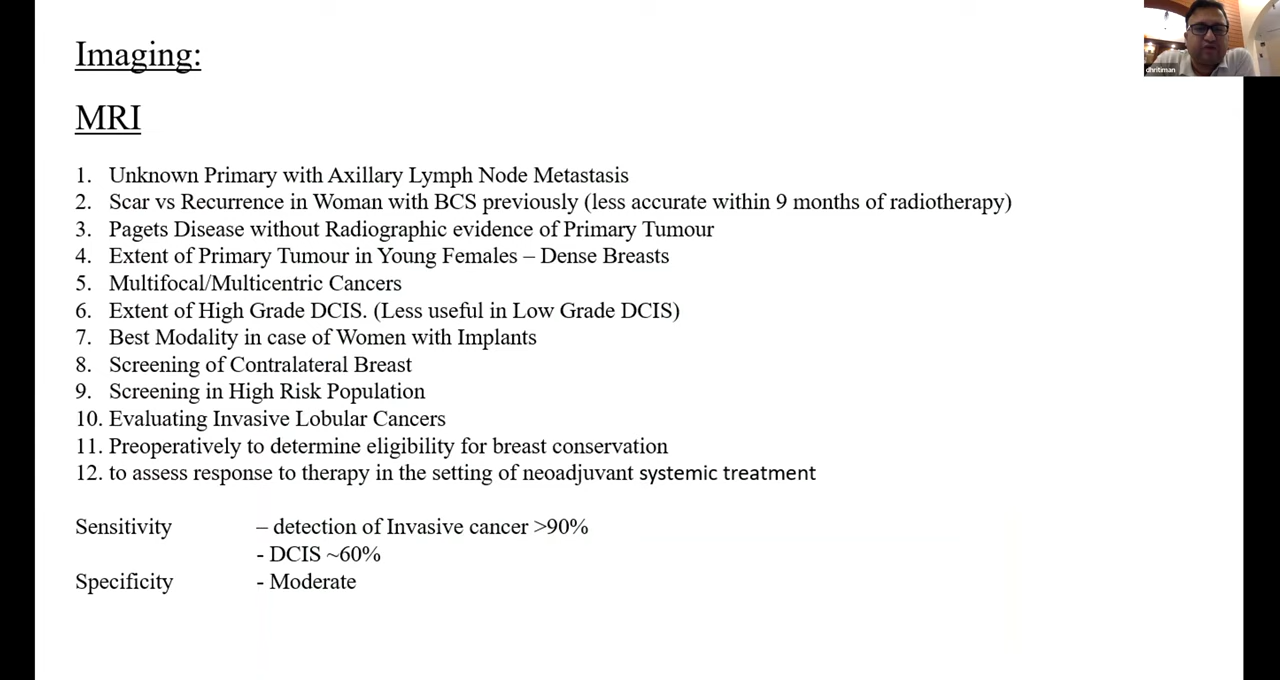 Imaging:
MRI
1. Unknown Primary with Axillary Lymph Node Metastasis
2. Scar vs Recurrence in Woman with BCS previously (less accurate within 9 months of radiotherapy)
3. Pagets Disease without Radiographic evidence of Primary Tumour
4. Extent of Primary Tumour in Young Females – Dense Breasts
5. Multifocal/Multicentric Cancers
6. Extent of High Grade DCIS. (Less useful in Low Grade DCIS)
7. Best Modality in case of Women with Implants
8. Screening of Contralateral Breast
9. Screening in High Risk Population
10. Evaluating Invasive Lobular Cancers
11. Preoperatively to determine eligibility for breast conservation
12. to assess response to therapy in the setting of neoadjuvant systemic treatment
Sensitivity – detection of Invasive cancer >90%
- DCIS ~60%
Specificity - Moderate
dhritiman